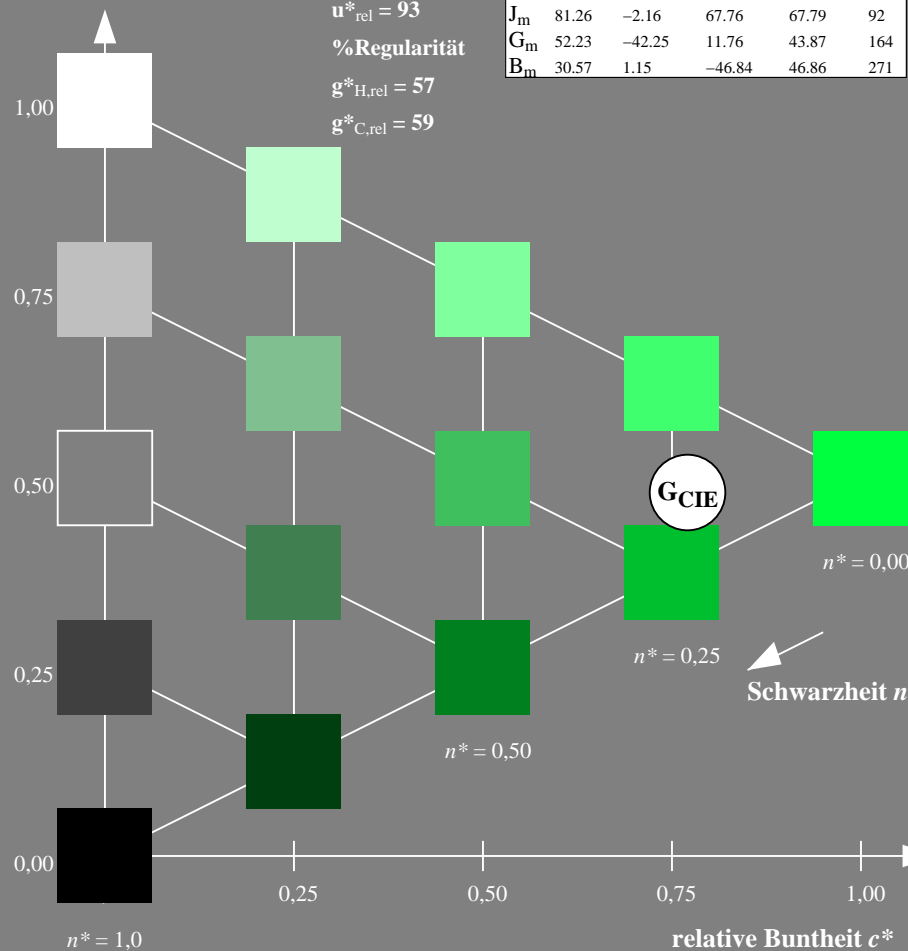 u*rel = 93
%Regularität
g*H,rel = 57
g*C,rel = 59
Jm 81.26 −2.16 67.76 67.79 92
Gm 52.23 −42.25 11.76 43.87 164
Bm 30.57 1.15 −46.84 46.86 271
1,00
0,75
0,50
GCIE
n* = 0,00
n* = 0,25
0,25
Schwarzheit n
n* = 0,50
0,00
0,25 0,50 0,75 1,00
n* = 1,0
relative Buntheit c*